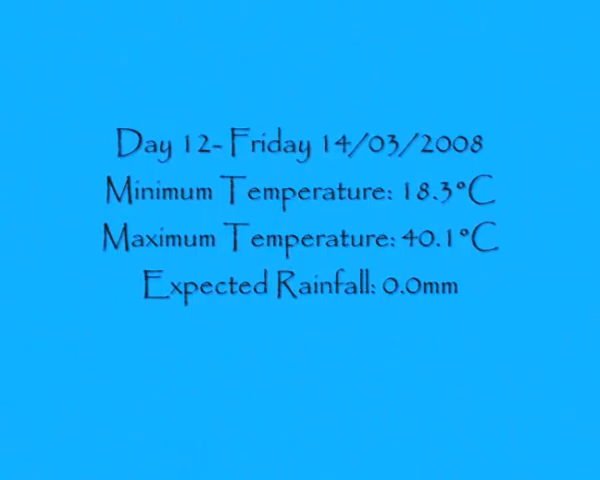 Day 12- Friday 14/03/2008
Minimum Temperature: 18.3°C
Maximum Temperature: 40.1°C
Expected Rainfall: 0.0mm